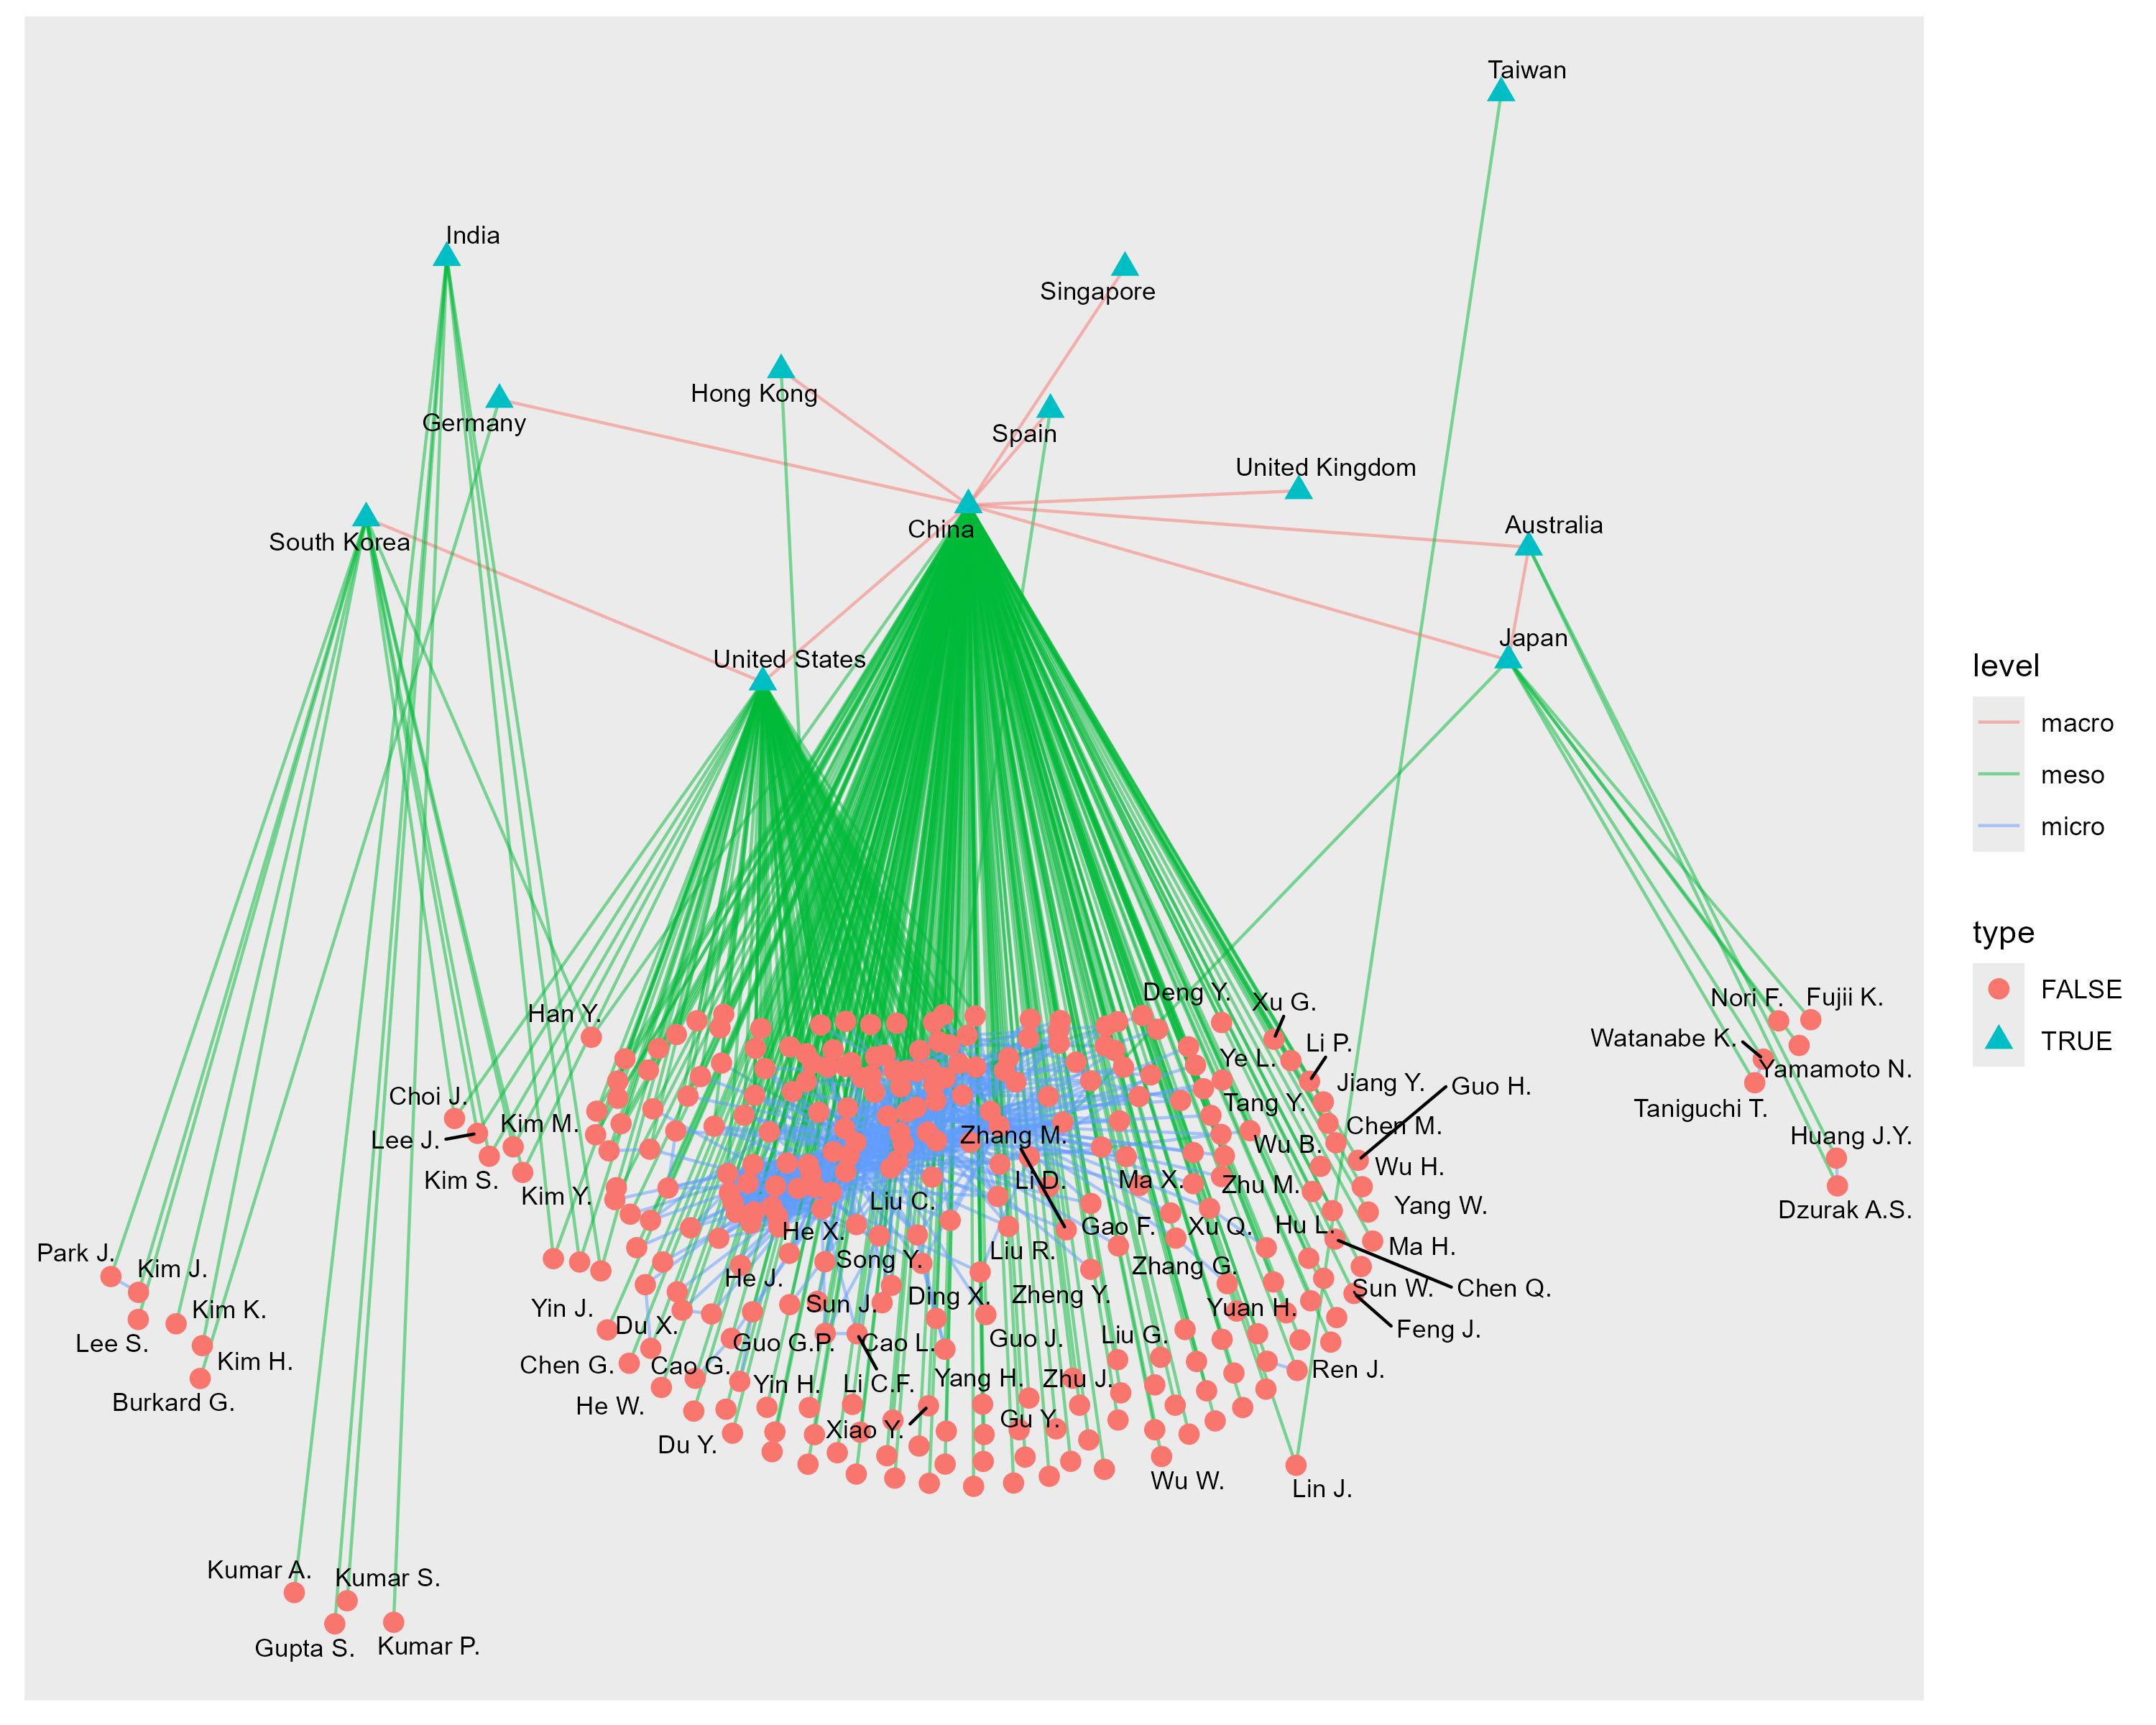 Taiwan
India
Singapore
Hong Kong
Germany
Spain
United Kingdom
China
Australia
South Korea
Japan
United States
level
macro
meso
micro
type
FALSE
TRUE
Deng Y.
Xu G.
Nori F.
Fujii K.
Han Y.
Watanabe K.
Li P.
Ye L.
Yamamoto N.
Jiang Y.
Guo H.
Choi J.
Tang Y.
Taniguchi T.
Kim M.
Chen M.
Lee J.
Zhang M.
Wu B.
Huang J.Y.
Wu H.
Kim S.
Li D.
Ma X.
Zhu M.
Kim Y.
Liu C.
Yang W.
Dzurak A.S.
He X.
Gao F.
Xu Q.
Hu L.
Park J.
Kim J.
Song Y.
Liu R.
Ma H.
Zhang G.
He J.
Sun W.
Chen Q.
Ding X.
Zheng Y.
Kim K.
Yin J.
Sun J.
Yuan H.
Du X.
Feng J.
Lee S.
Guo G.P.
Cao L.
Guo J.
Liu G.
Kim H.
Chen G.
Cao G.
Ren J.
Yin H.
Li C.F.
Yang H.
Zhu J.
Burkard G.
He W.
Gu Y.
Xiao Y.
Du Y.
Wu W.
Lin J.
Kumar A.
Kumar S.
Gupta S.
Kumar P.